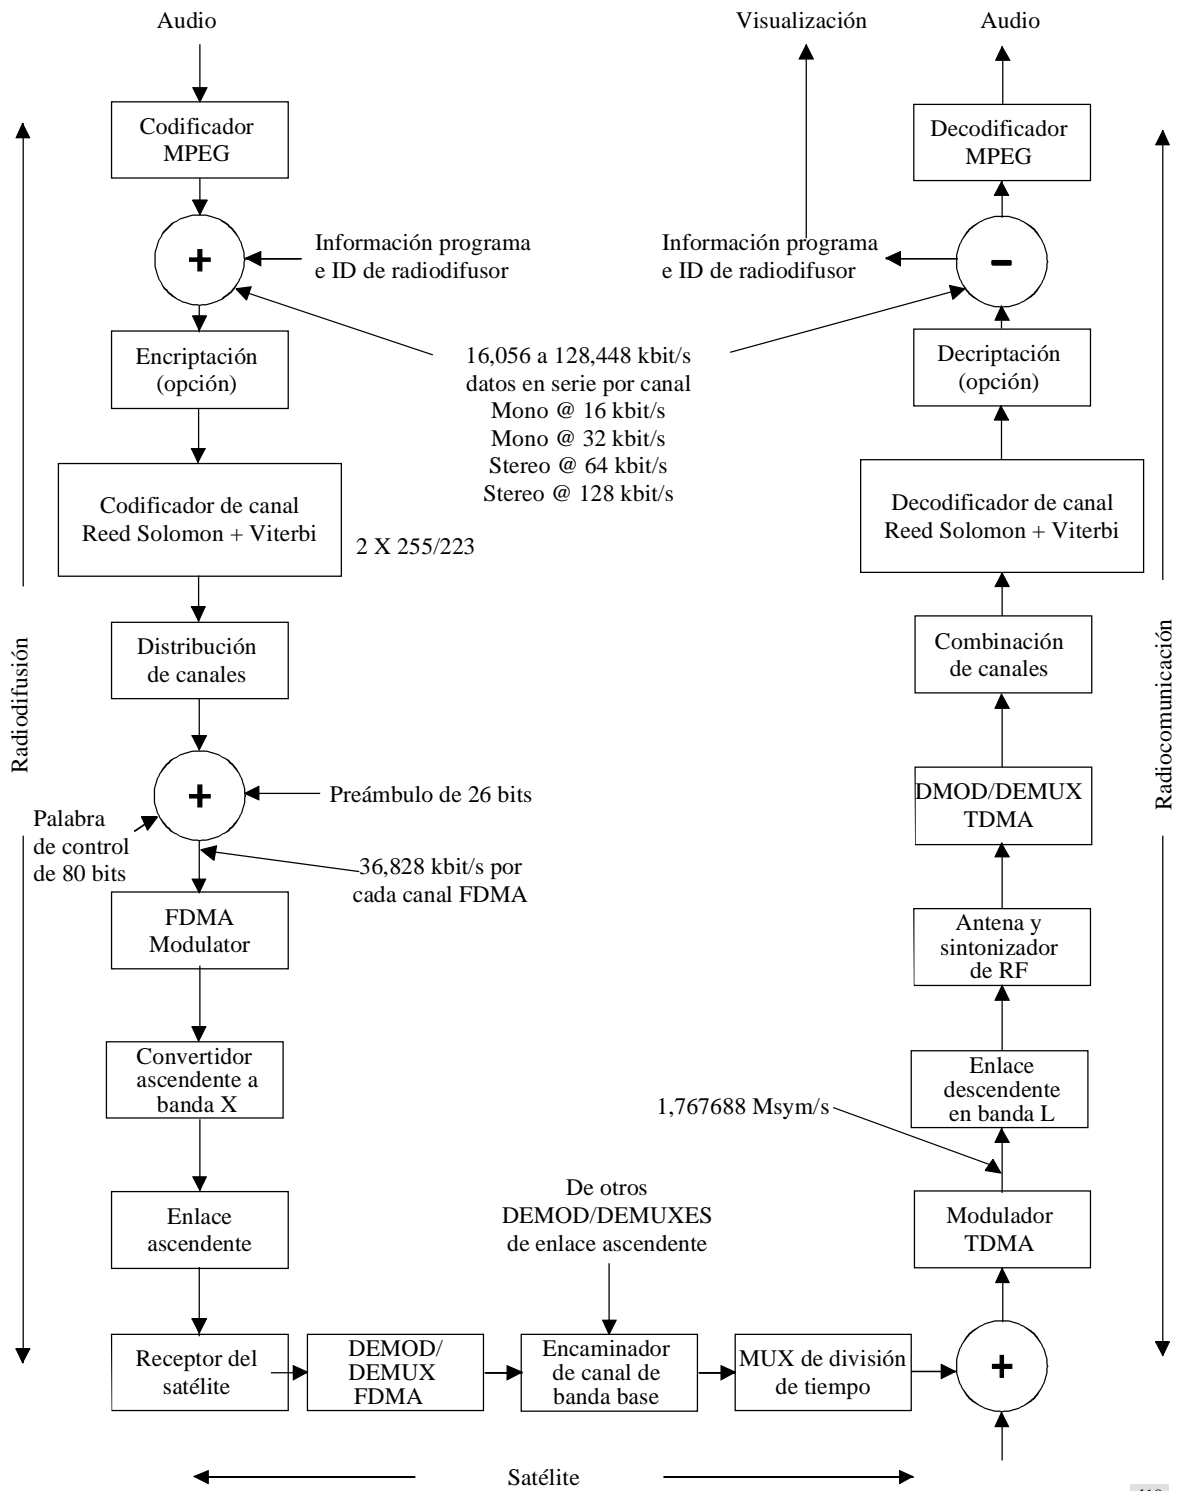 Audio
Visualización
Audio
Codificador
MPEG
Decodificador
MPEG
+
Información programa
e ID de radiodifusor
Información programa
e ID de radiodifusor
–
Encriptación
(opción)
16,056 a 128,448 kbit/s
datos en serie por canal
Mono @ 16 kbit/s
Mono @ 32 kbit/s
Stereo @ 64 kbit/s
Stereo @ 128 kbit/s
Decriptación
(opción)
Codificador de canal
Reed Solomon + Viterbi
2 X 255/223
Decodificador de canal
Reed Solomon + Viterbi
Radiodifusión
Distribución
de canales
Combinación
de canales
Radiocomunicación
+
Preámbulo de 26 bits
Palabra
de control
de 80 bits
DMOD/DEMUX
TDMA
36,828 kbit/s por
cada canal FDMA
FDMA
Modulator
Antena y
sintonizador
de RF
Convertidor
ascendente a
banda X
Enlace
descendente
en banda L
1,767688 Msym/s
Enlace
ascendente
De otros
DEMOD/DEMUXES
de enlace ascendente
Modulador
TDMA
Receptor del
satélite
DEMOD/
DEMUX
FDMA
Encaminador
de canal de
banda base
MUX de división
de tiempo
+
Satélite